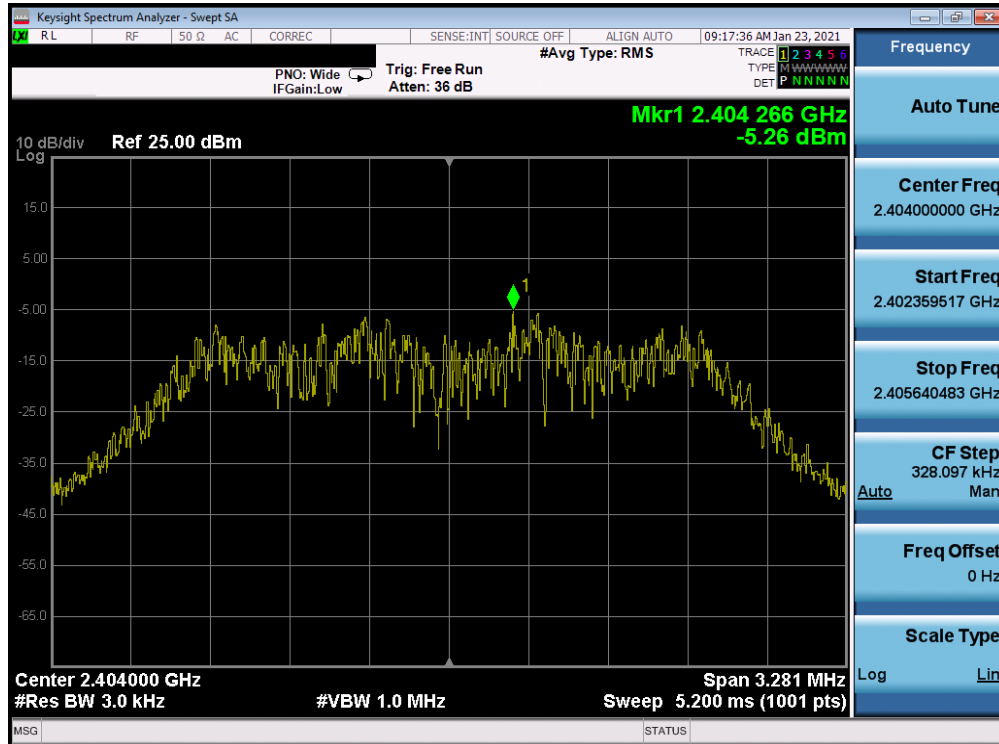 Keysight Spectrum Analyzer - Swept SA
LXI RL RF 50 Ω AC CORREC SENSE:INT SOURCE OFF ALIGN AUTO 09:17:36 AM Jan 23, 2021
#Avg Type: RMS TRACE 1 2 3 4 5 6
PNO: Wide Trig: Free Run TYPE M W W W W W
IFGain:Low Atten: 36 dB DET P N N N N N
Mkr1 2.404 266 GHz
10 dB/div Ref 25.00 dBm -5.26 dBm
Log
15.0
5.00
1
-5.00
-15.0
-25.0
-35.0
-45.0
-55.0
-65.0
Center 2.404000 GHz Span 3.281 MHz
#Res BW 3.0 kHz #VBW 1.0 MHz Sweep 5.200 ms (1001 pts)
MSG STATUS
Frequency
Auto Tune
Center Freq
2.404000000 GHz
Start Freq
2.402359517 GHz
Stop Freq
2.405640483 GHz
CF Step
328.097 kHz
Auto Man
Freq Offset
0 Hz
Scale Type
Log Lin